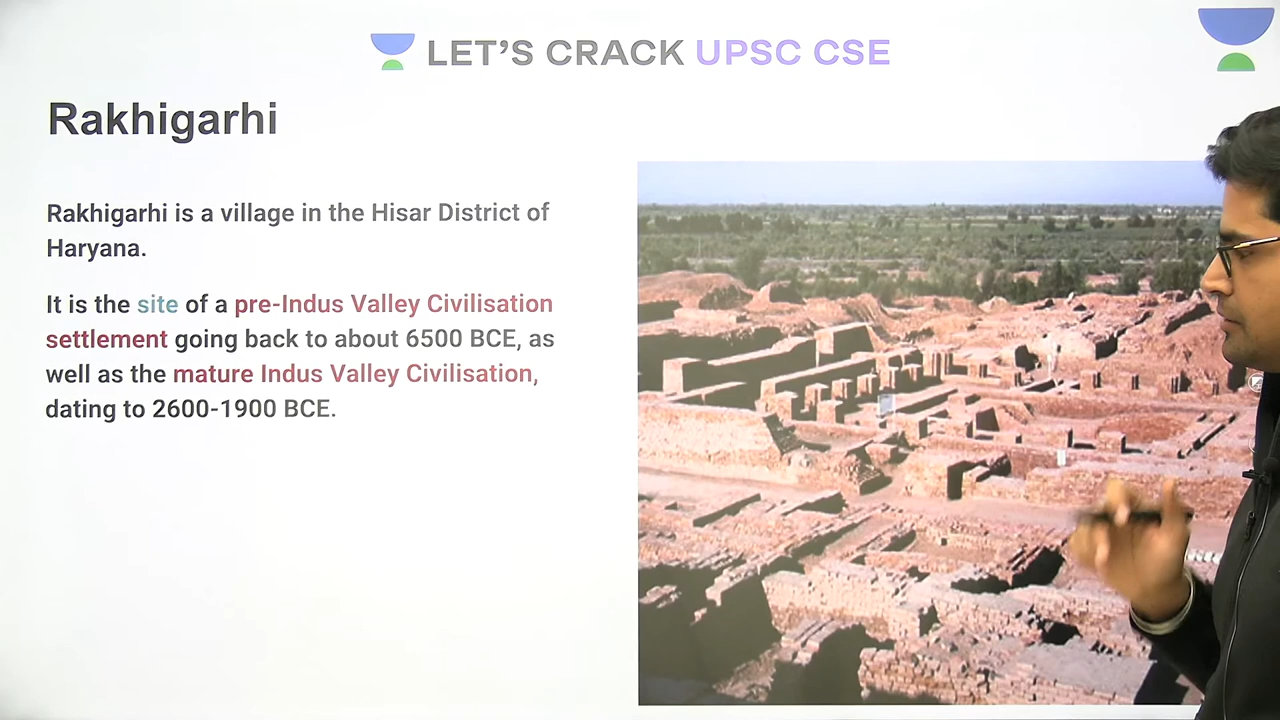 LET'S CRACK UPSC CSE
Rakhigarhi
Rakhigarhi is a village in the Hisar District of
Haryana.
It is the site of a pre-Indus Valley Civilisation
settlement going back to about 6500 BCE, as
well as the mature Indus Valley Civilisation,
dating to 2600-1900 BCE.